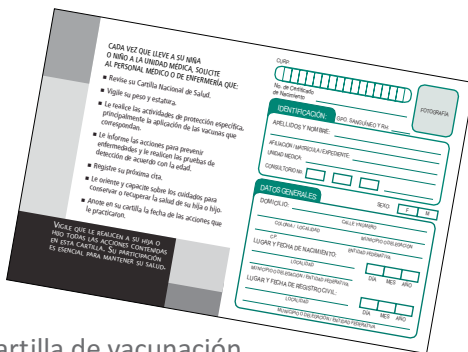 CADA VEZ QUE LLEVE A SU NIÑA
O NIÑO A LA UNIDAD MÉDICA, SOLICITE
AL PERSONAL MÉDICO O DE ENFERMERÍA QUE:
■ Revise su Cartilla Nacional de Salud.
■ Vigile su peso y estatura.
■ Le realice las actividades de protección específica,
principalmente la aplicación de las vacunas que
correspondan.
■ Le informe las acciones para prevenir
enfermedades y le realicen las pruebas de
detección de acuerdo con la edad.
■ Registre su próxima cita.
■ Le oriente y capacite sobre los cuidados para
conservar o recuperar la salud de su hija o hijo.
■ Anote en su cartilla la fecha de las acciones que
le practicaron.
VIGILE QUE LE REALICEN A SU HIJA O
HIJO TODAS LAS ACCIONES CONTENIDAS
EN ESTA CARTILLA. SU PARTICIPACIÓN
ES ESENCIAL PARA MANTENER SU SALUD.
CURP
No. de Certificado
de Nacimiento
FOTOGRAFÍA
IDENTIFICACIÓN:
GPO. SANGUÍNEO Y RH.
APELLIDOS Y NOMBRE:
AFILIACIÓN / MATRÍCULA / EXPEDIENTE:
UNIDAD MÉDICA:
CONSULTORIO No
SEXO: F M
DATOS GENERALES
DOMICILIO:
CALLE Y NÚMERO
COLONIA / LOCALIDAD
MUNICIPIO O DELEGACIÓN
C.P.
ENTIDAD FEDERATIVA
LUGAR Y FECHA DE NACIMIENTO:
LOCALIDAD
DÍA MES AÑO
MUNICIPIO O DELEGACIÓN / ENTIDAD FEDERATIVA
LUGAR Y FECHA DE REGISTRO CIVIL:
LOCALIDAD
DÍA MES AÑO
MUNICIPIO O DELEGACIÓN / ENTIDAD FEDERATIVA
artilla de vacunación